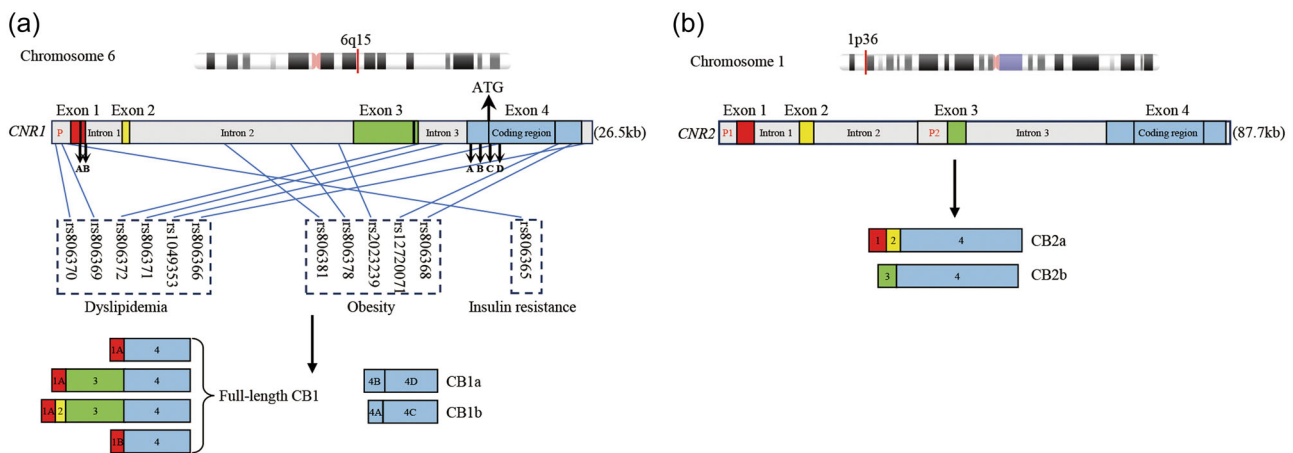 (a)
Chromosome 6
6q15
ATG
Exon 1 Exon 2 Exon 3 Exon 4
CNR1 P Intron 1 Intron 2 Intron 3 Coding region (26.5kb)
A B A B C D
rs806370
rs806369
rs806372
rs806371
rs1049353
rs806366
rs806381
rs806378
rs2023239
rs12720071
rs806368
rs806365
Dyslipidemia Obesity Insulin resistance
1A 4
1A 3 4
1A 2 3 4
1B 4
Full-length CB1
4B 4D CB1a
4A 4C CB1b
(b)
1p36
Chromosome 1
Exon 1 Exon 2 Exon 3 Exon 4
CNR2 P1 Intron 1 Intron 2 P2 Intron 3 Coding region (87.7kb)
1 2 4 CB2a
3 4 CB2b